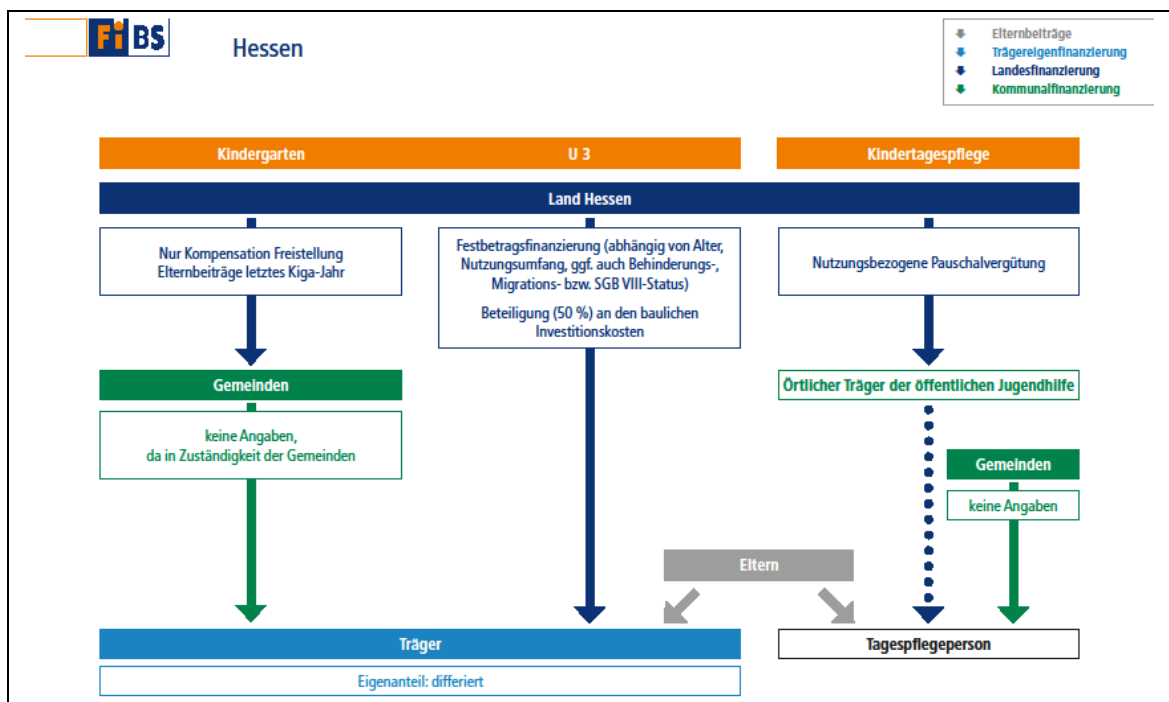 FiBS
Hessen
Elternbeiträge
Trägereigenfinanzierung
Landesfinanzierung
Kommunalfinanzierung
Kindergarten
U 3
Kindertagespflege
Land Hessen
Nur Kompensation Freistellung
Elternbeiträge letztes Kiga-Jahr
Festbetragsfinanzierung (abhängig von Alter,
Nutzungsumfang, ggf. auch Behinderungs-,
Migrations- bzw. SGB VIII-Status)
Beteiligung (50 %) an den baulichen
Investitionskosten
Nutzungsbezogene Pauschalvergütung
Gemeinden
keine Angaben,
da in Zuständigkeit der Gemeinden
Örtlicher Träger der öffentlichen Jugendhilfe
Gemeinden
keine Angaben
Eltern
Träger
Eigenanteil: differiert
Tagespflegeperson